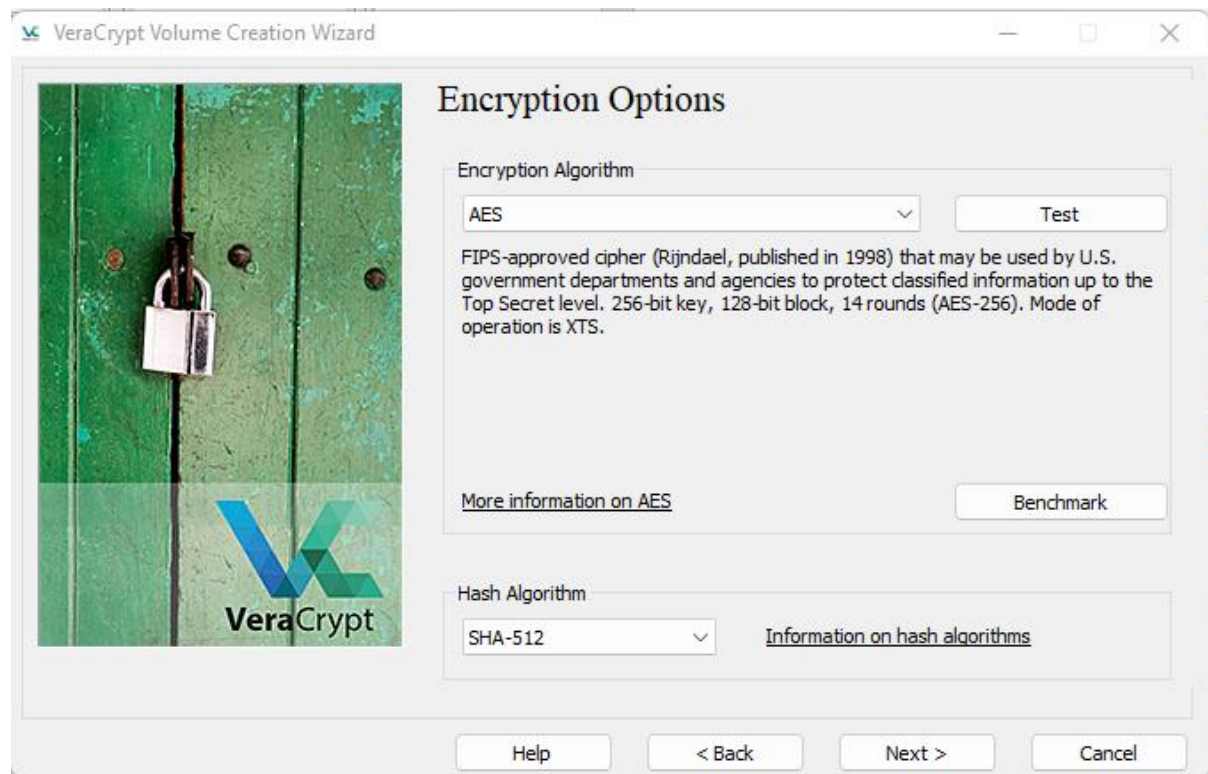 VeraCrypt Volume Creation Wizard
Encryption Options
Encryption Algorithm
AES
Test
FIPS-approved cipher (Rijndael, published in 1998) that may be used by U.S.
government departments and agencies to protect classified information up to the
Top Secret level. 256-bit key, 128-bit block, 14 rounds (AES-256). Mode of
operation is XTS.
More information on AES
Benchmark
VeraCrypt
Hash Algorithm
SHA-512
Information on hash algorithms
Help
< Back
Next >
Cancel